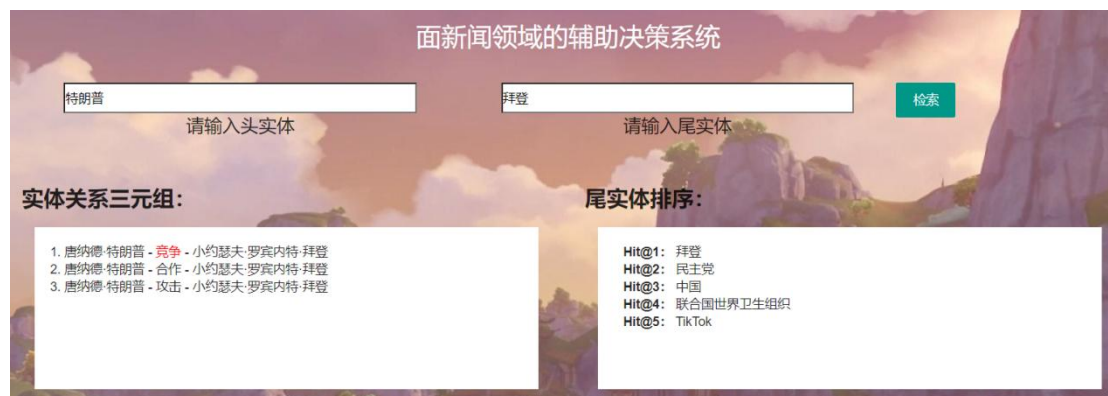 面新闻领域的辅助决策系统
特朗普
拜登
检索
请输入头实体
请输入尾实体
实体关系三元组：
尾实体排序：
1. 唐纳德·特朗普 - 竞争 - 小约瑟夫·罗宾内特·拜登
2. 唐纳德·特朗普 - 合作 - 小约瑟夫·罗宾内特·拜登
3. 唐纳德·特朗普 - 攻击 - 小约瑟夫·罗宾内特·拜登
Hit@1： 拜登
Hit@2： 民主党
Hit@3： 中国
Hit@4： 联合国世界卫生组织
Hit@5： TikTok